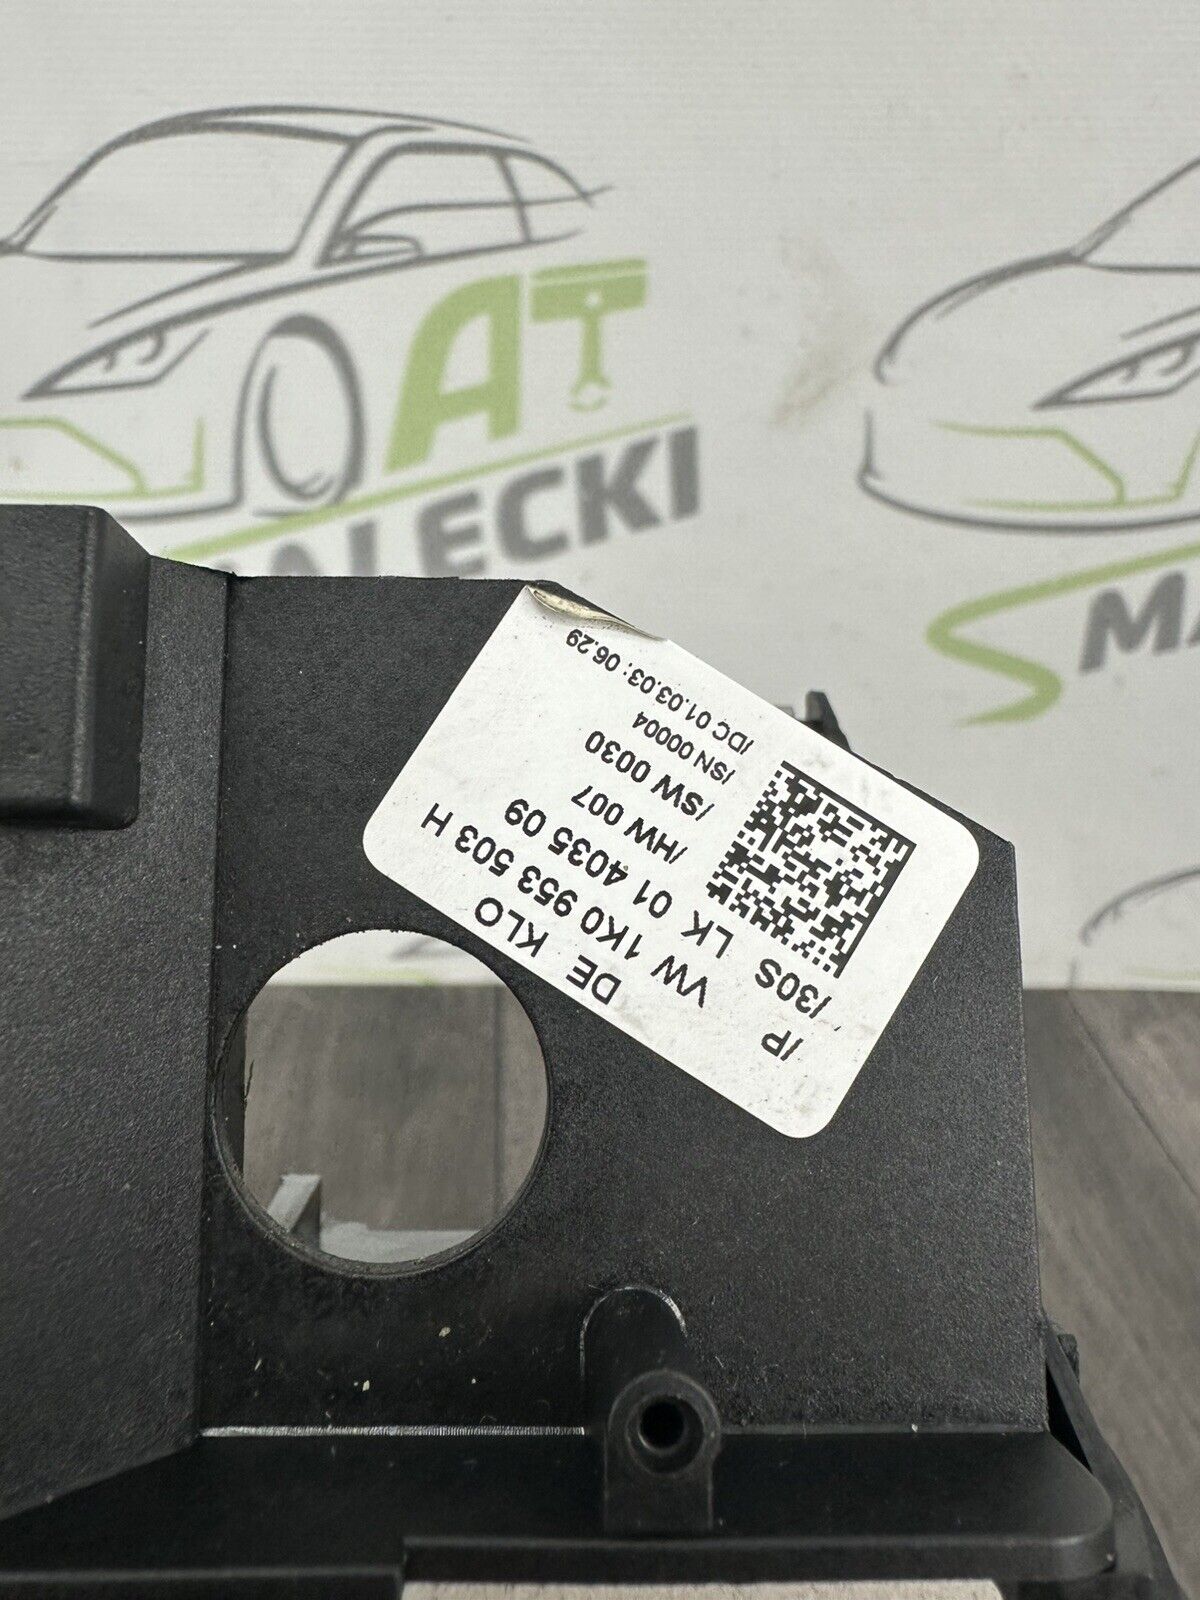 AT
MALECKI
MA
/P
DE KLO
VW 1K0 953 503 H
/30S LK 01 4035 09
/HW 007
/SW 0030
/SN 00004
/DC 01.03.03: 06.29